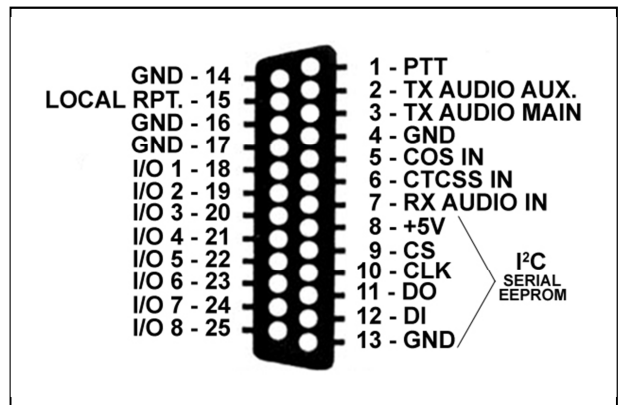 GND - 14
LOCAL RPT. - 15
GND - 16
GND - 17
I/O 1 - 18
I/O 2 - 19
I/O 3 - 20
I/O 4 - 21
I/O 5 - 22
I/O 6 - 23
I/O 7 - 24
I/O 8 - 25
1 - PTT
2 - TX AUDIO AUX.
3 - TX AUDIO MAIN
4 - GND
5 - COS IN
6 - CTCSS IN
7 - RX AUDIO IN
8 - +5V
9 - CS
10 - CLK
11 - DO
12 - DI
13 - GND
I²C
SERIAL
EEPROM